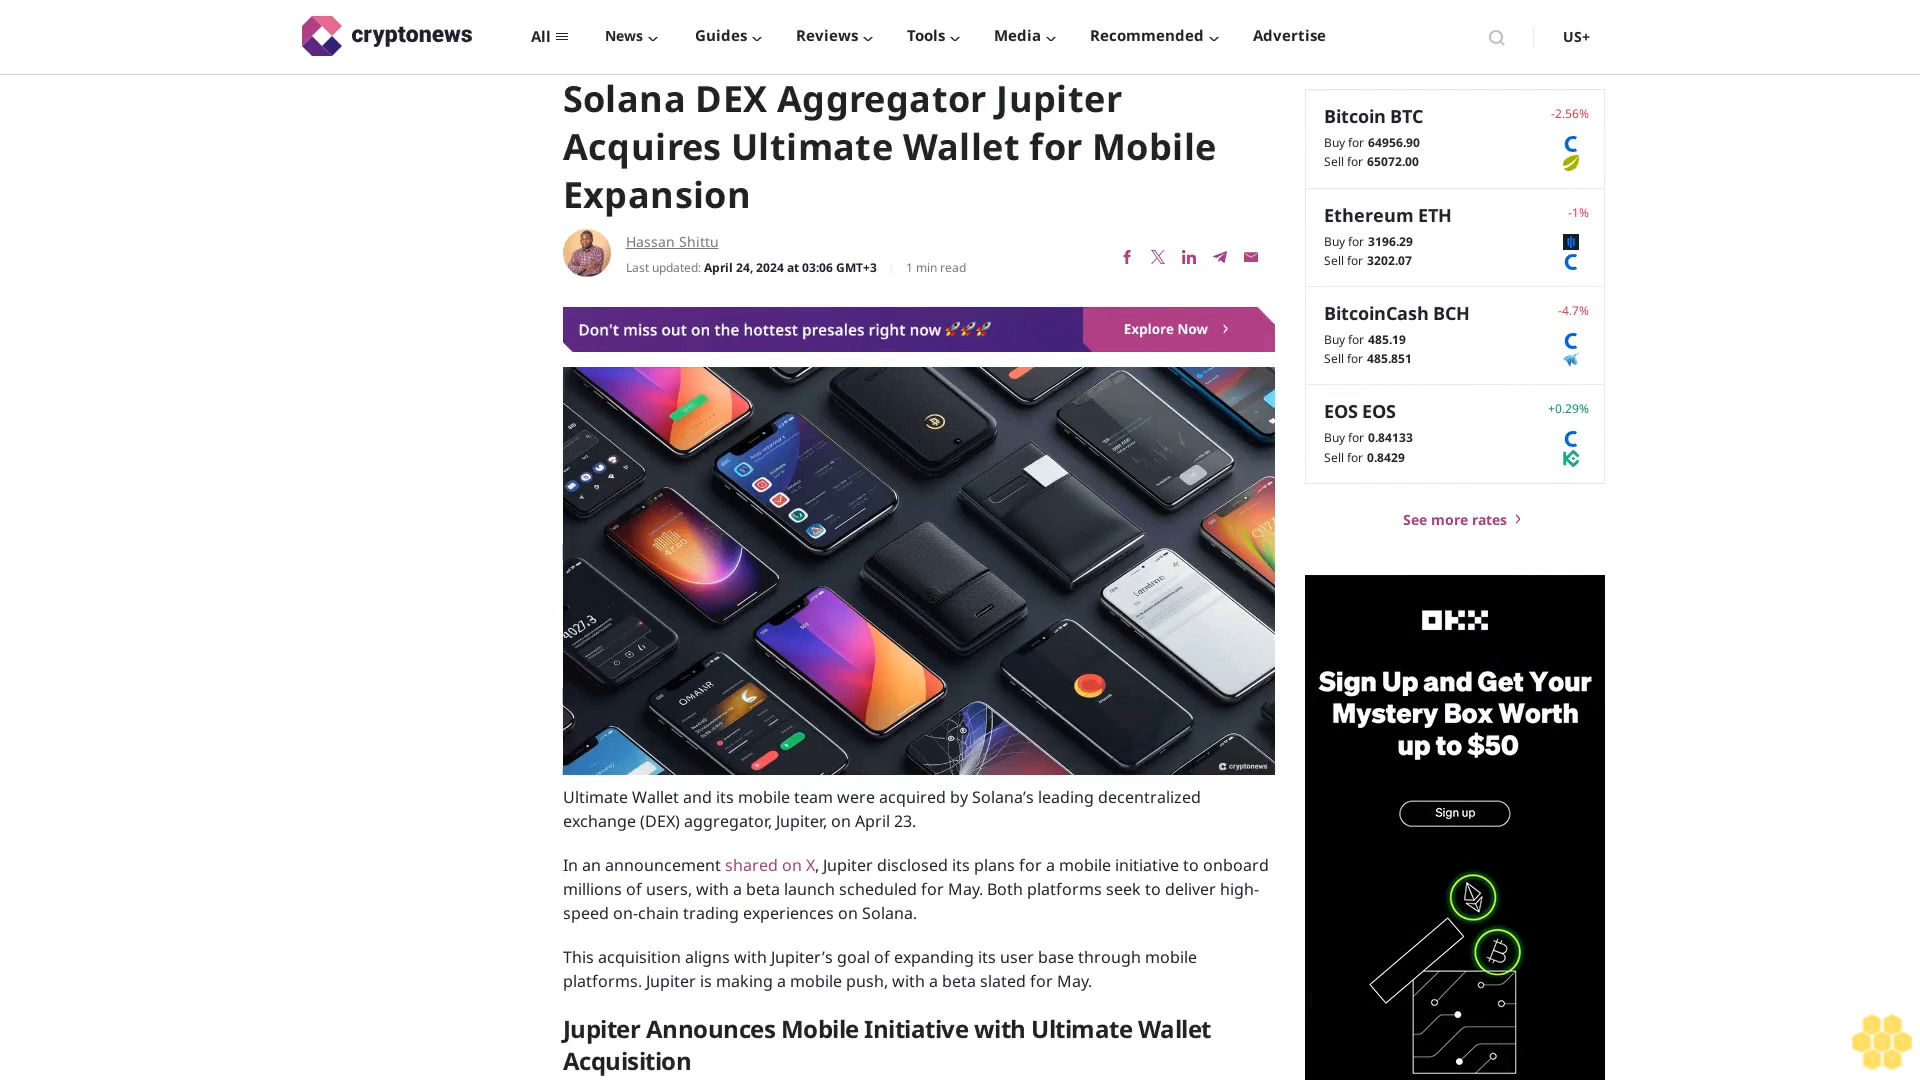 cryptonews
All
News
Guides
Reviews
Tools
Media
Recommended
Advertise
US+
Solana DEX Aggregator Jupiter
Acquires Ultimate Wallet for Mobile
Expansion
Hassan Shittu
Last updated: April 24, 2024 at 03:06 GMT+3
1 min read
Don't miss out on the hottest presales right now 🚀🚀🚀
Explore Now
cryptonews
Ultimate Wallet and its mobile team were acquired by Solana’s leading decentralized
exchange (DEX) aggregator, Jupiter, on April 23.
In an announcement shared on X, Jupiter disclosed its plans for a mobile initiative to onboard
millions of users, with a beta launch scheduled for May. Both platforms seek to deliver high-
speed on-chain trading experiences on Solana.
This acquisition aligns with Jupiter’s goal of expanding its user base through mobile
platforms. Jupiter is making a mobile push, with a beta slated for May.
Jupiter Announces Mobile Initiative with Ultimate Wallet
Acquisition
Bitcoin BTC
-2.56%
Buy for 64956.90
Sell for 65072.00
Ethereum ETH
-1%
Buy for 3196.29
Sell for 3202.07
BitcoinCash BCH
-4.7%
Buy for 485.19
Sell for 485.851
EOS EOS
+0.29%
Buy for 0.84133
Sell for 0.8429
See more rates
OKX
Sign Up and Get Your
Mystery Box Worth
up to $50
Sign up